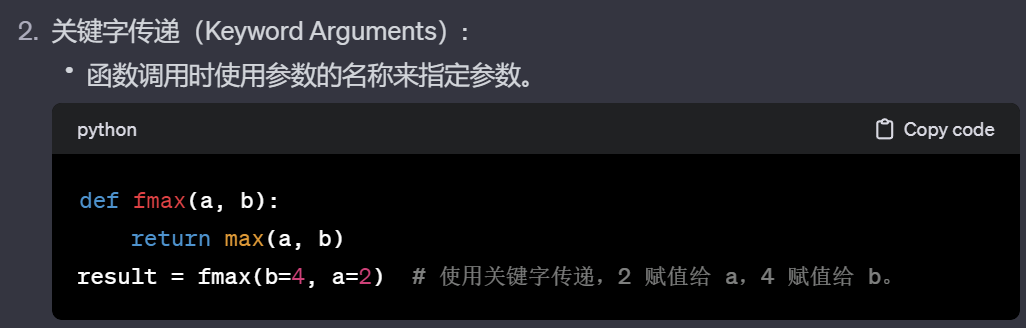 2. 关键字传递（Keyword Arguments）:
• 函数调用时使用参数的名称来指定参数。
python Copy code
def fmax(a, b):
    return max(a, b)
result = fmax(b=4, a=2)  # 使用关键字传递，2 赋值给 a，4 赋值给 b。